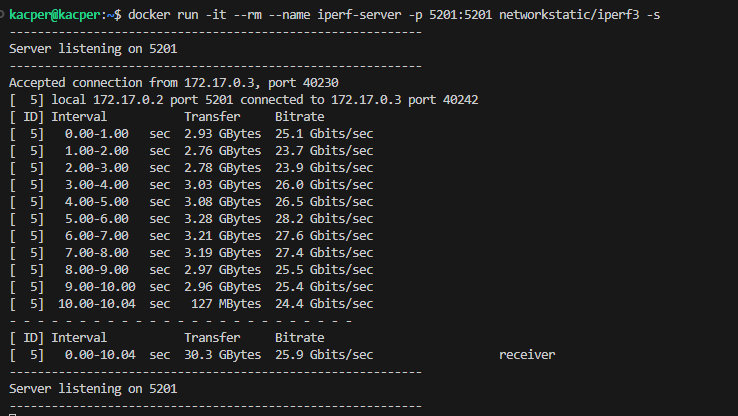 kacper@kacper:~$ docker run -it --rm --name iperf-server -p 5201:5201 networkstatic/iperf3 -s
-----------------------------------------------------------
Server listening on 5201
-----------------------------------------------------------
Accepted connection from 172.17.0.3, port 40230
[  5] local 172.17.0.2 port 5201 connected to 172.17.0.3 port 40242
[ ID] Interval           Transfer     Bitrate
[  5]   0.00-1.00   sec  2.93 GBytes  25.1 Gbits/sec
[  5]   1.00-2.00   sec  2.76 GBytes  23.7 Gbits/sec
[  5]   2.00-3.00   sec  2.78 GBytes  23.9 Gbits/sec
[  5]   3.00-4.00   sec  3.03 GBytes  26.0 Gbits/sec
[  5]   4.00-5.00   sec  3.08 GBytes  26.5 Gbits/sec
[  5]   5.00-6.00   sec  3.28 GBytes  28.2 Gbits/sec
[  5]   6.00-7.00   sec  3.21 GBytes  27.6 Gbits/sec
[  5]   7.00-8.00   sec  3.19 GBytes  27.4 Gbits/sec
[  5]   8.00-9.00   sec  2.97 GBytes  25.5 Gbits/sec
[  5]   9.00-10.00  sec  2.96 GBytes  25.4 Gbits/sec
[  5]  10.00-10.04  sec   127 MBytes  24.4 Gbits/sec
- - - - - - - - - - - - - - - - - - - - - - - - -
[ ID] Interval           Transfer     Bitrate
[  5]   0.00-10.04  sec  30.3 GBytes  25.9 Gbits/sec                  receiver
-----------------------------------------------------------
Server listening on 5201
-----------------------------------------------------------